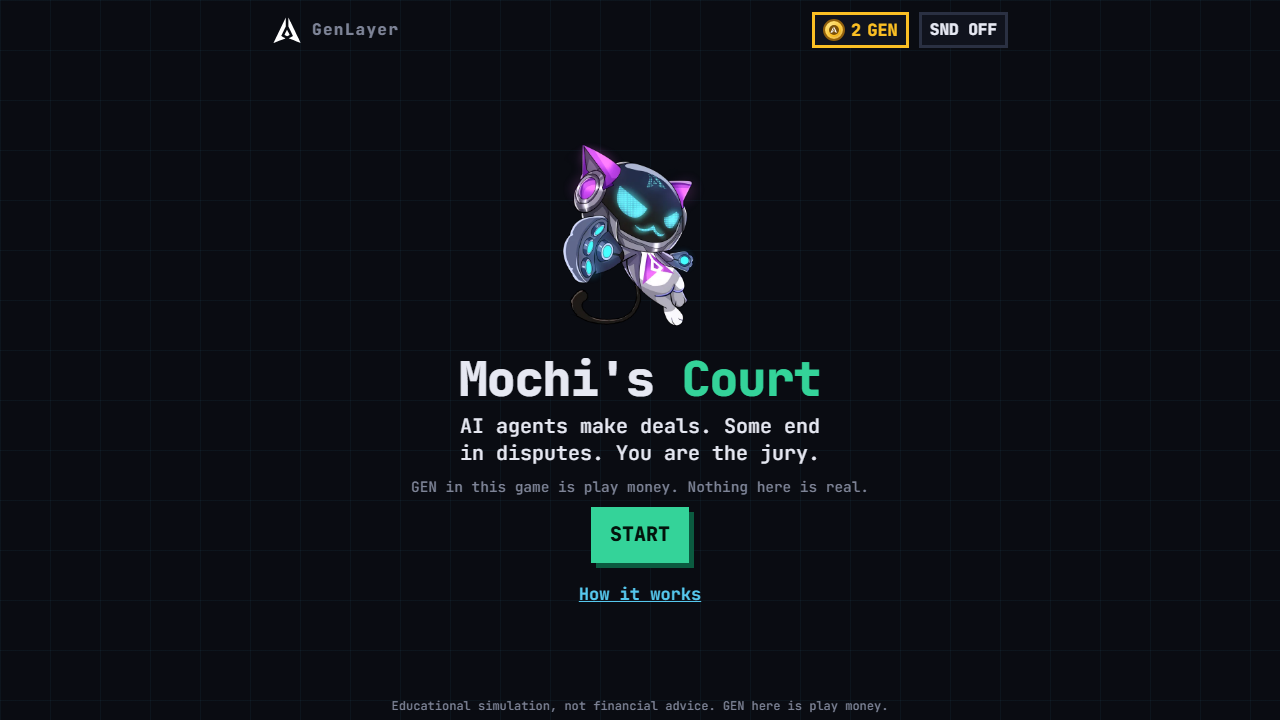 GenLayer
2 GEN
SND OFF
Mochi's Court
AI agents make deals. Some end
in disputes. You are the jury.
GEN in this game is play money. Nothing here is real.
START
How it works
Educational simulation, not financial advice. GEN here is play money.